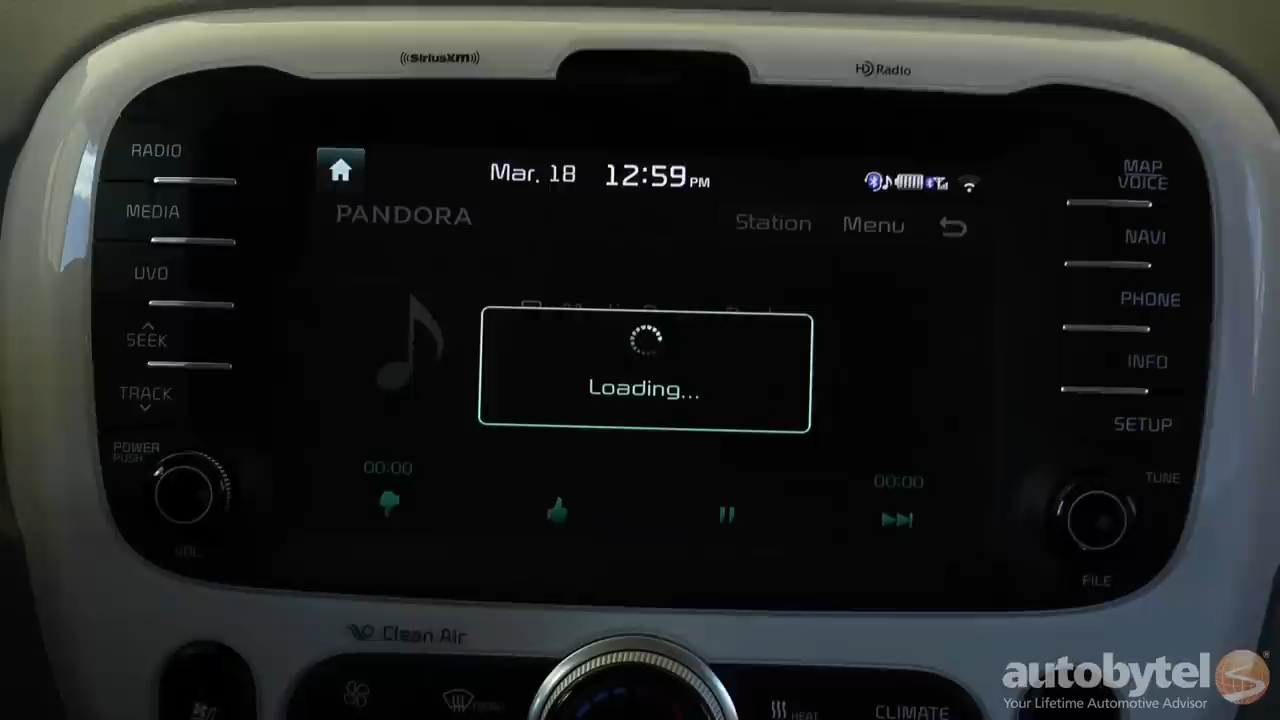 ((SiriusXM))
HD Radio
RADIO
MEDIA
UVO
SEEK
TRACK
POWER
PUSH
VOL
Mar. 18 12:59 PM
PANDORA
Station Menu
Loading...
00:00
00:00
MAP
VOICE
NAVI
PHONE
INFO
SETUP
TUNE
FILE
Clean Air
HEAT
CLIMATE
autobytel
Your Lifetime Automotive Advisor